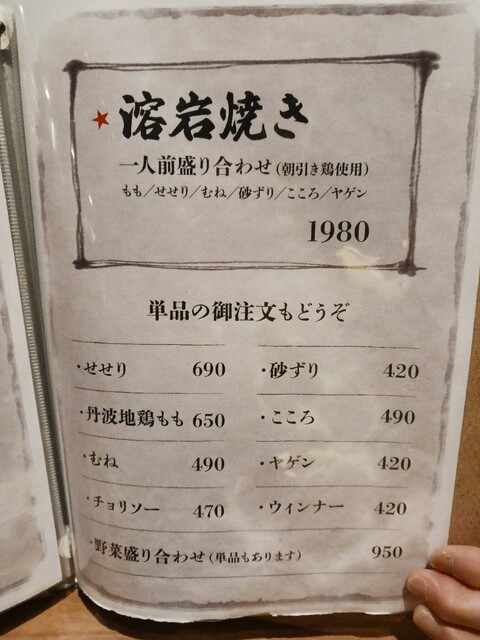 ★溶岩焼き
一人前盛り合わせ(朝引き鶏使用)
もも/せせり/むね/砂ずり/こころ/ヤゲン
1980
単品の御注文もどうぞ
・せせり 690 ・砂ずり 420
・丹波地鶏もも 650 ・こころ 490
・むね 490 ・ヤゲン 420
・チョリソー 470 ・ウィンナー 420
・野菜盛り合わせ(単品もあります) 950